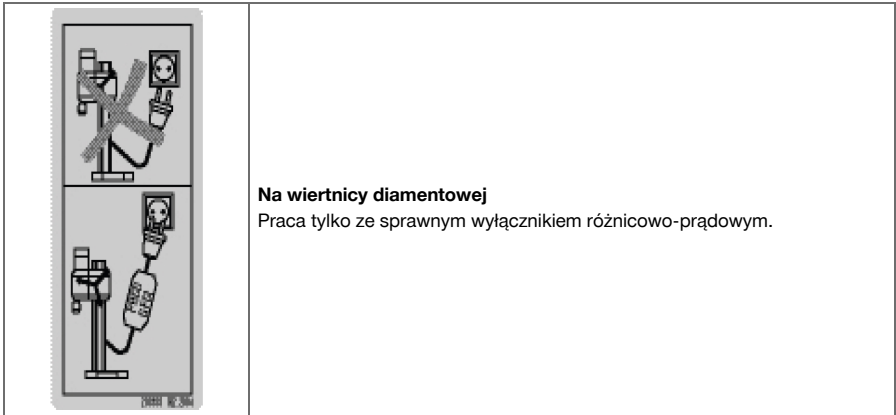 Na wiertnicy diamentowej
Praca tylko ze sprawnym wyłącznikiem różnicowo-prądowym.